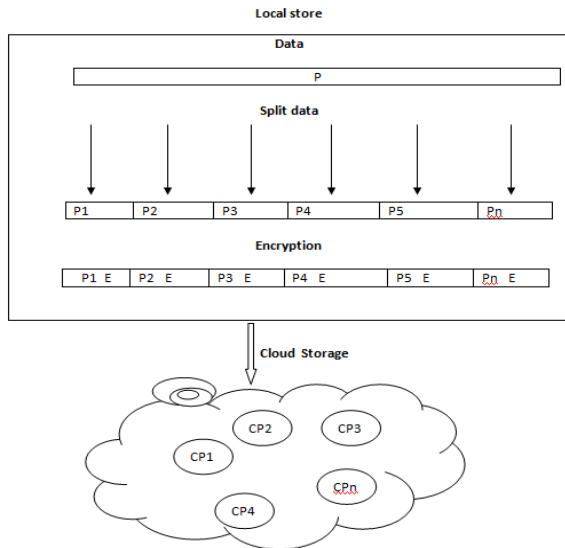 Local store
Data
P
Split data
P1 P2 P3 P4 P5 Pn
Encryption
P1 E P2 E P3 E P4 E P5 E Pn E
Cloud Storage
CP2 CP3
CP1
CPn
CP4